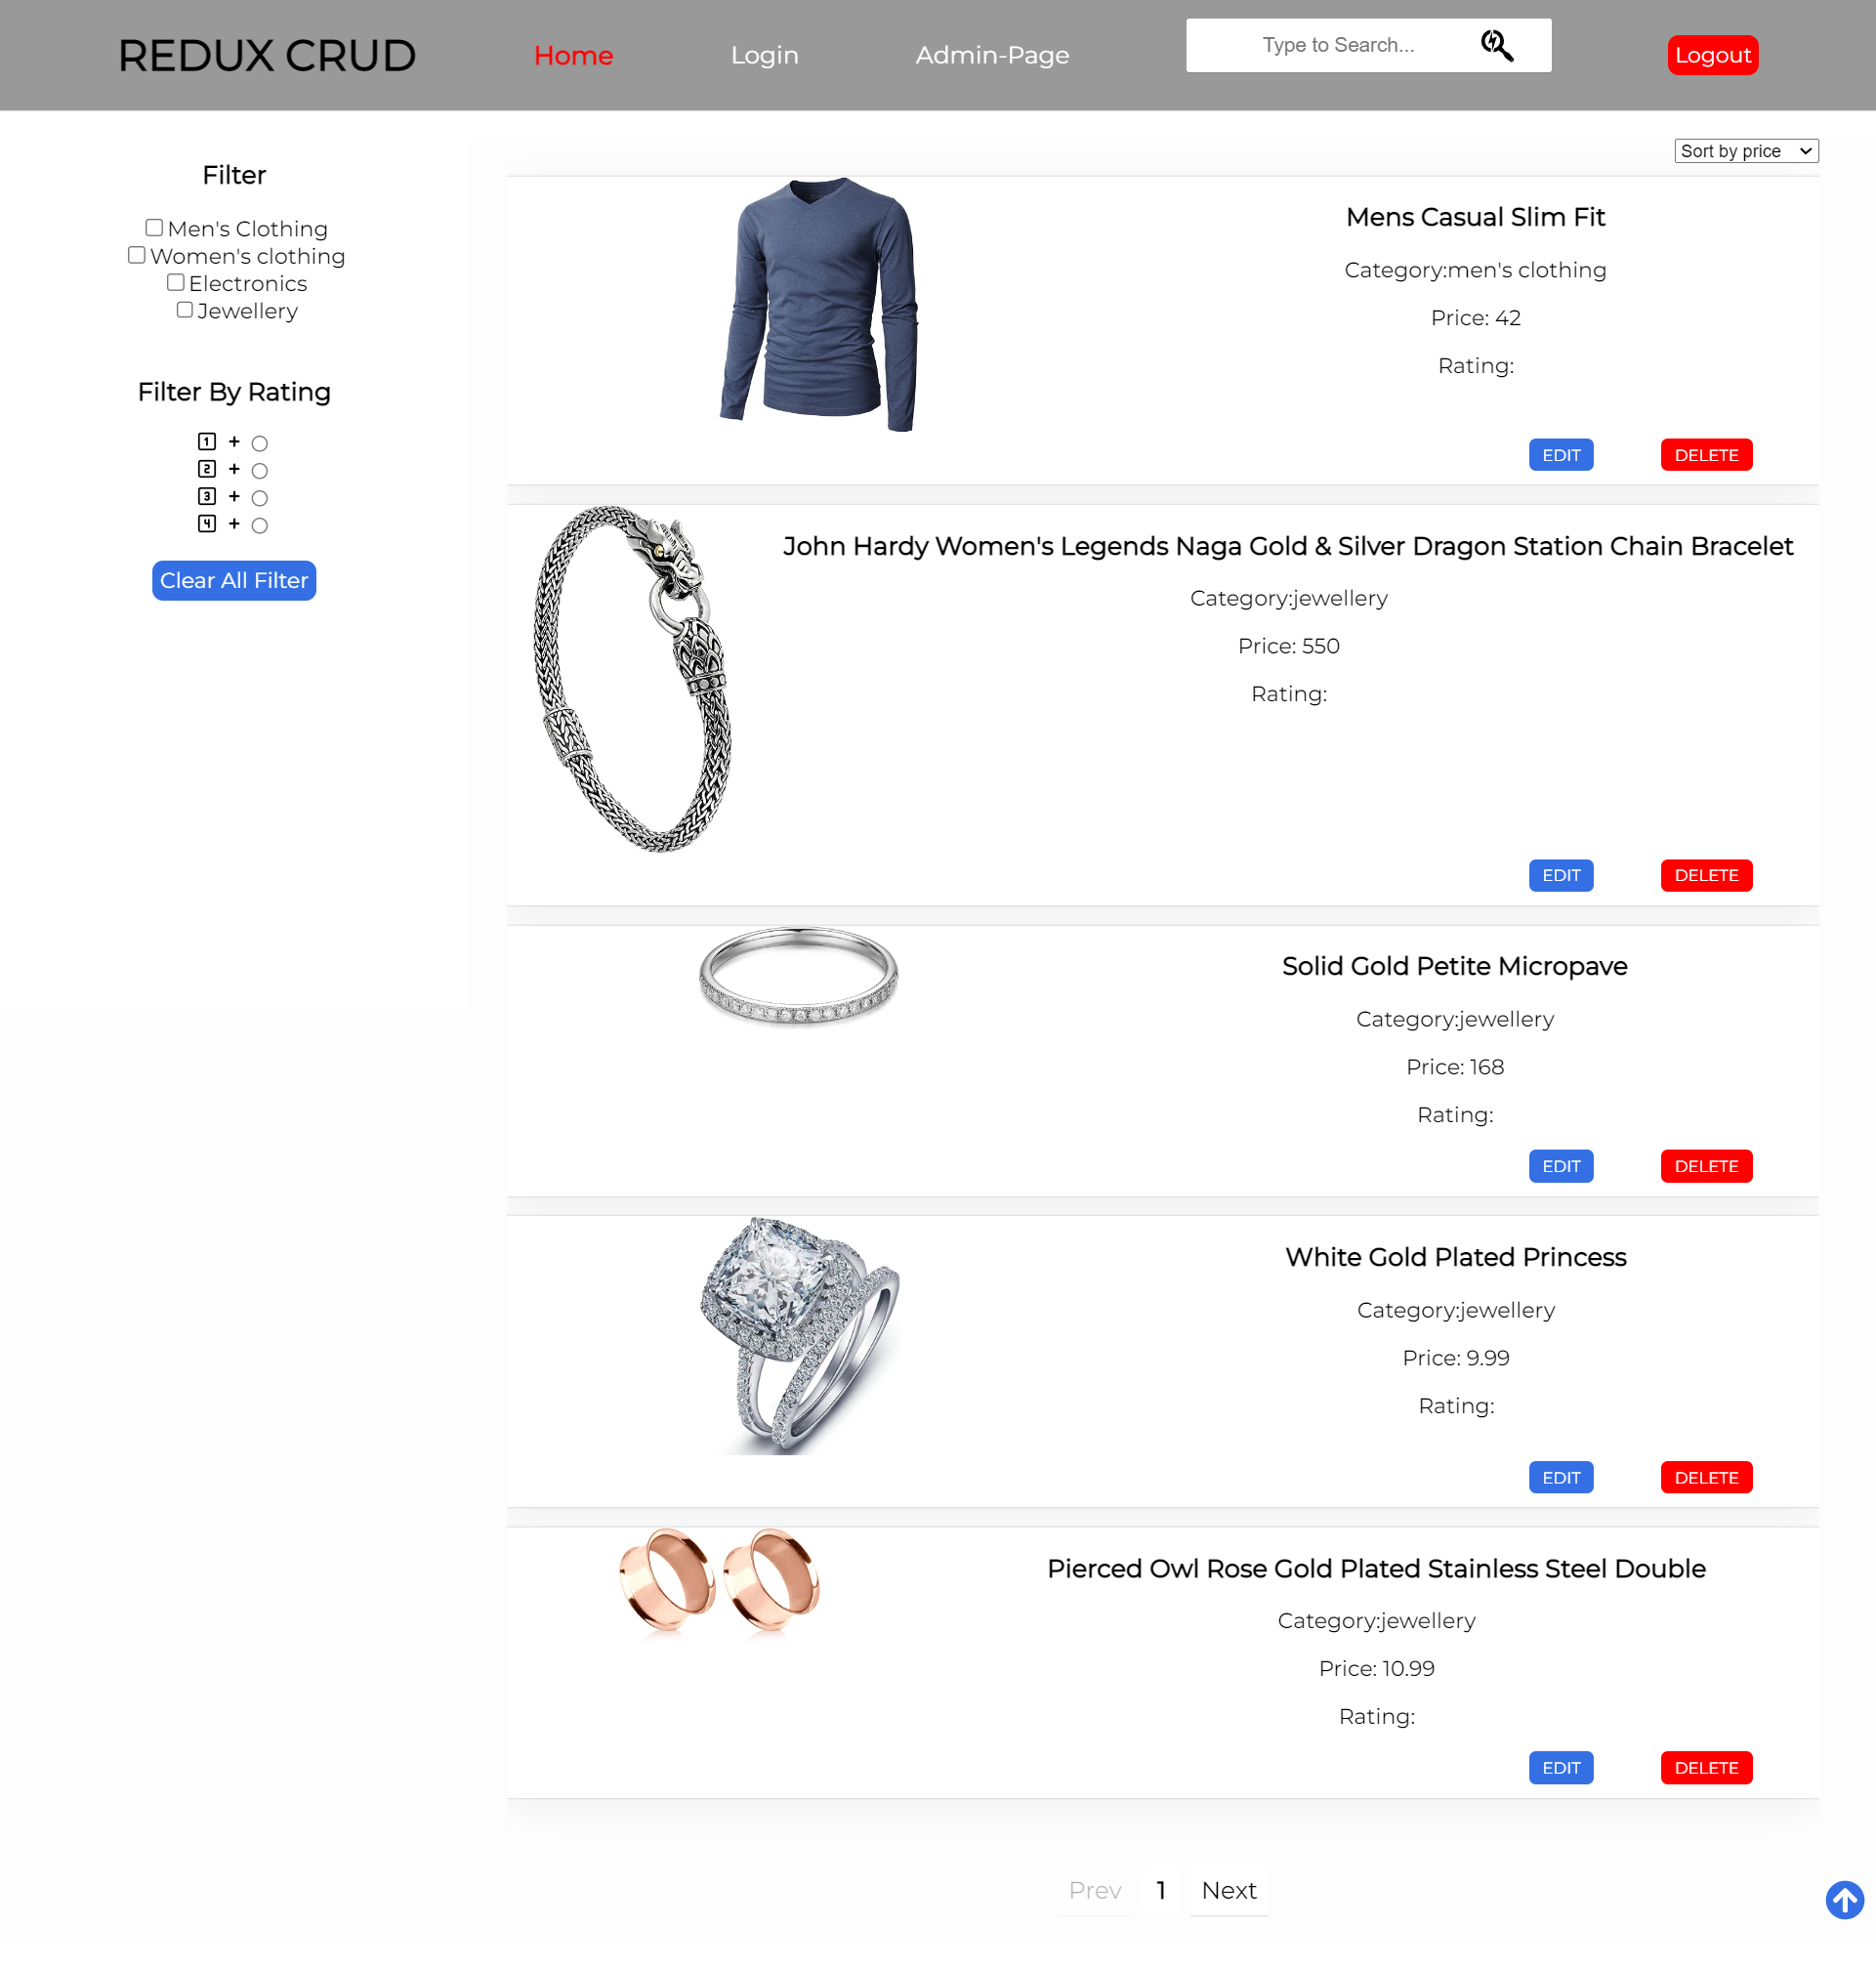 REDUX CRUD
Home
Login
Admin-Page
Type to Search...
Logout
Filter
Men's Clothing
Women's clothing
Electronics
Jewellery
Filter By Rating
1 +
2 +
3 +
4 +
Clear All Filter
Sort by price
Mens Casual Slim Fit
Category:men's clothing
Price: 42
Rating:
EDIT
DELETE
John Hardy Women's Legends Naga Gold & Silver Dragon Station Chain Bracelet
Category:jewellery
Price: 550
Rating:
EDIT
DELETE
Solid Gold Petite Micropave
Category:jewellery
Price: 168
Rating:
EDIT
DELETE
White Gold Plated Princess
Category:jewellery
Price: 9.99
Rating:
EDIT
DELETE
Pierced Owl Rose Gold Plated Stainless Steel Double
Category:jewellery
Price: 10.99
Rating:
EDIT
DELETE
Prev
1
Next